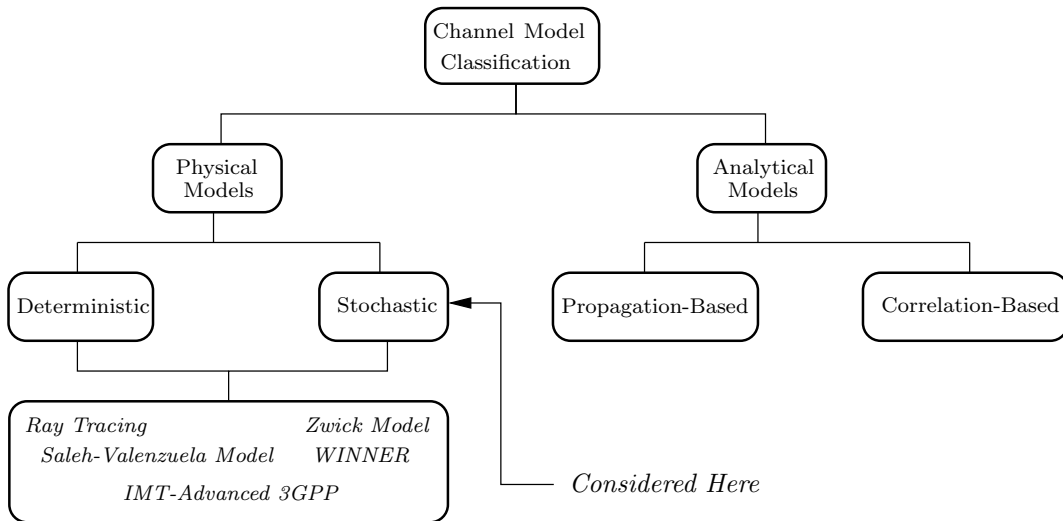 Channel Model
Classification
Physical
Models
Analytical
Models
Deterministic
Stochastic
Propagation-Based
Correlation-Based
Ray Tracing
Zwick Model
Saleh-Valenzuela Model
WINNER
IMT-Advanced 3GPP
Considered Here